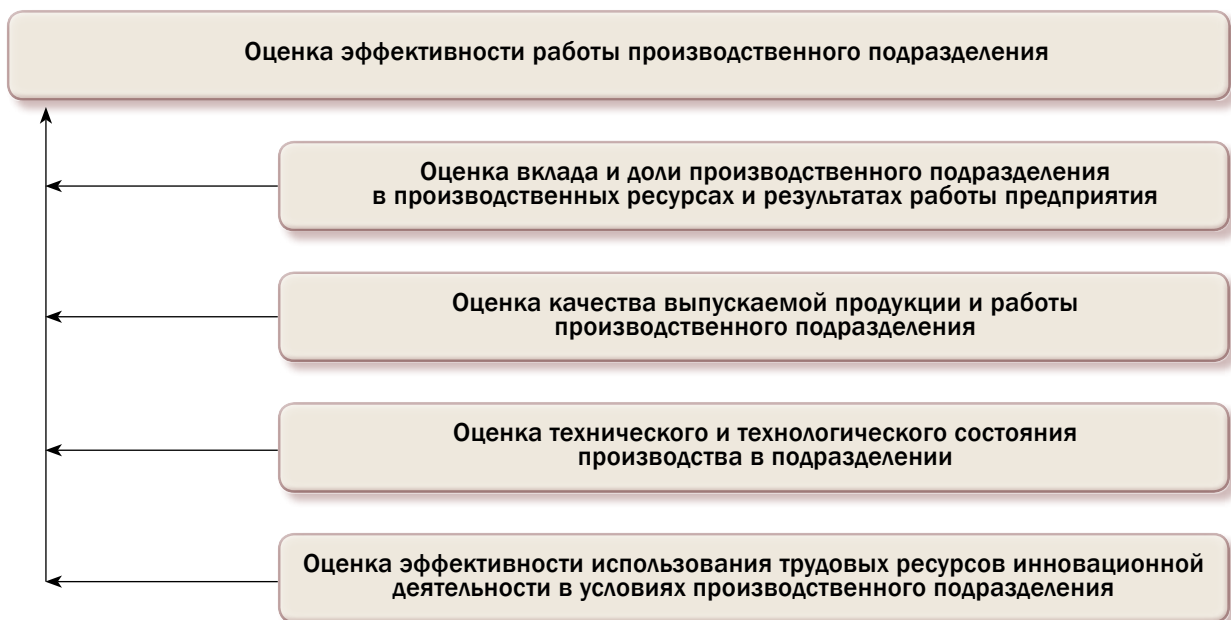 Оценка эффективности работы производственного подразделения
Оценка вклада и доли производственного подразделения
в производственных ресурсах и результатах работы предприятия
Оценка качества выпускаемой продукции и работы
производственного подразделения
Оценка технического и технологического состояния
производства в подразделении
Оценка эффективности использования трудовых ресурсов инновационной
деятельности в условиях производственного подразделения